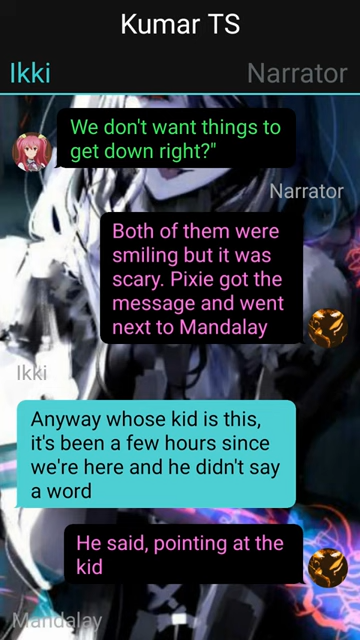 Kumar TS
Ikki
Narrator
We don't want things to
get down right?"
Narrator
Both of them were
smiling but it was
scary. Pixie got the
message and went
next to Mandalay
Ikki
Anyway whose kid is this,
it's been a few hours since
we're here and he didn't say
a word
He said, pointing at the
kid
Mandalay